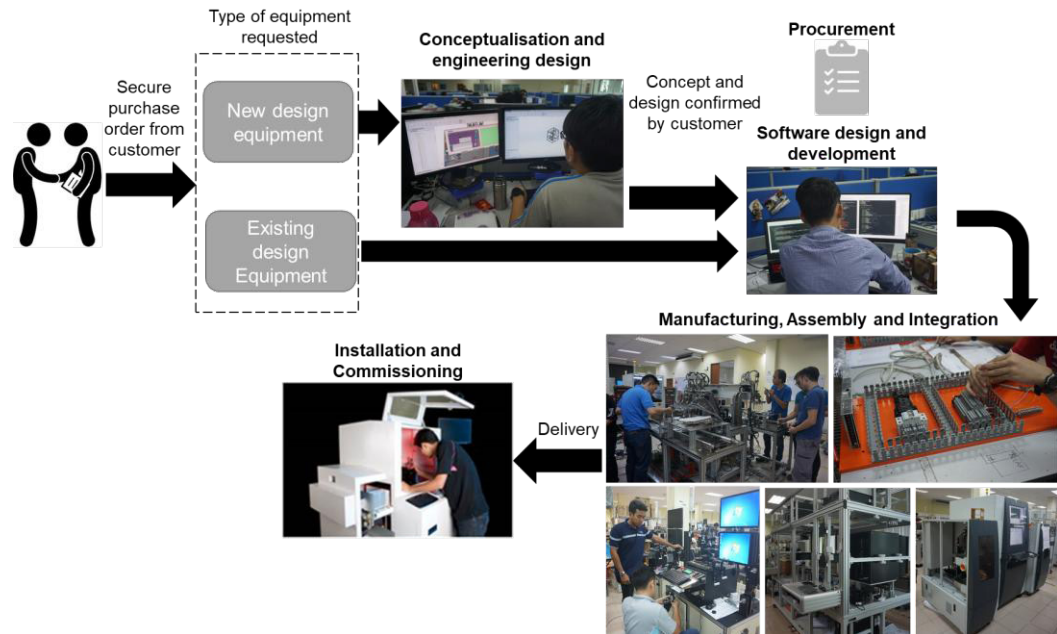 Type of equipment
requested
Secure
purchase
order from
customer
New design
equipment
Existing
design
Equipment
Conceptualisation and
engineering design
Concept and
design confirmed
by customer
Procurement
Software design and
development
Manufacturing, Assembly and Integration
Delivery
Installation and
Commissioning